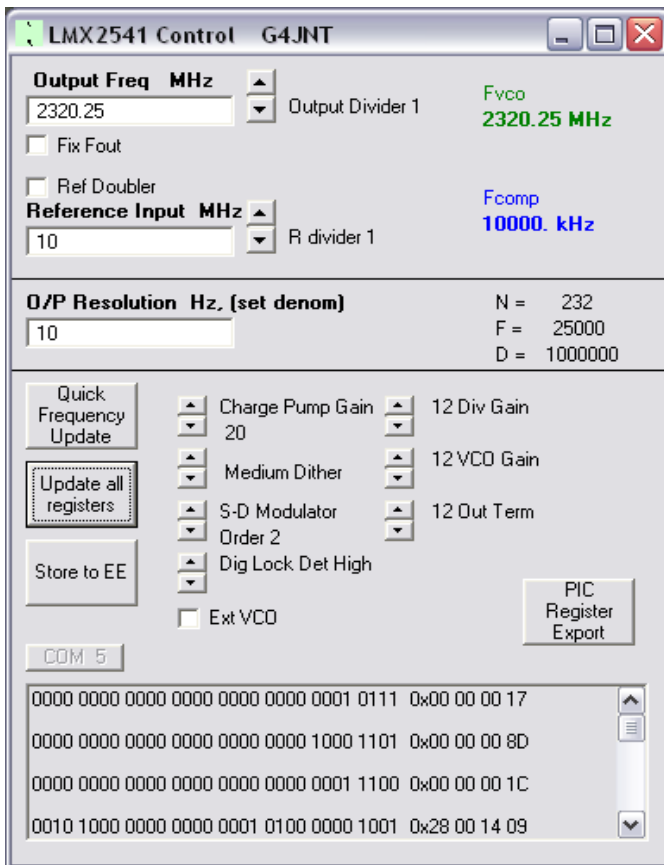 LMX2541 Control G4JNT
Output Freq MHz
2320.25
Output Divider 1
Fvco
2320.25 MHz
Fix Fout
Ref Doubler
Reference Input MHz
10
R divider 1
Fcomp
10000. kHz
O/P Resolution Hz, (set denom)
10
N = 232
F = 25000
D = 1000000
Quick
Frequency
Update
Update all
registers
Store to EE
Charge Pump Gain
20
Medium Dither
S-D Modulator
Order 2
Dig Lock Det High
Ext VCO
12 Div Gain
12 VCO Gain
12 Out Term
PIC
Register
Export
COM 5
0000 0000 0000 0000 0000 0000 0001 0111 0x00 00 00 17
0000 0000 0000 0000 0000 0000 1000 1101 0x00 00 00 8D
0000 0000 0000 0000 0000 0000 0001 1100 0x00 00 00 1C
0010 1000 0000 0000 0001 0100 0000 1001 0x28 00 14 09